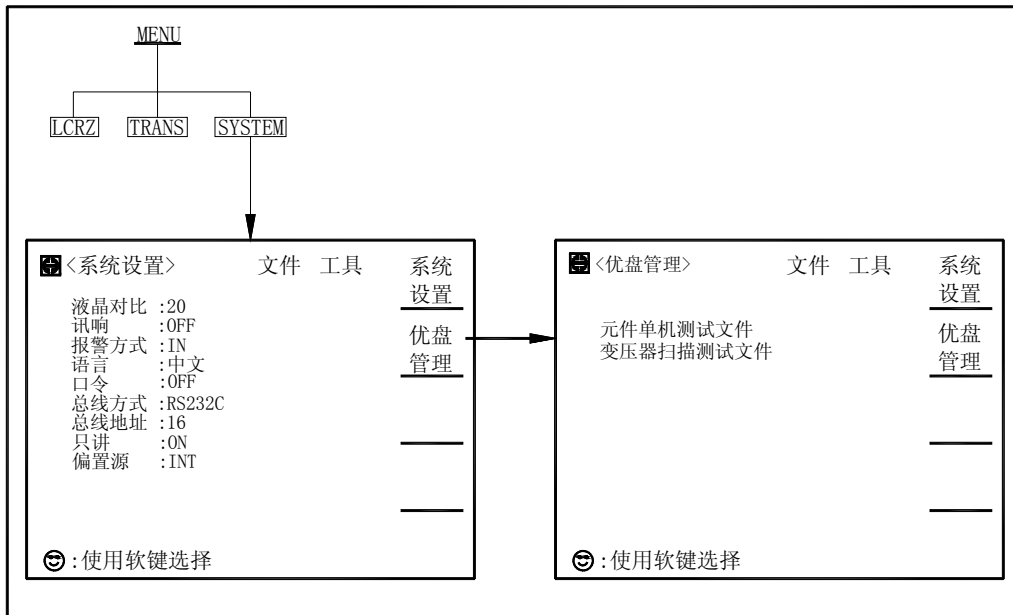 MENU
LCRZ TRANS SYSTEM
<系统设置> 文件 工具 系统
设置
液晶对比 :20
讯响 :OFF
报警方式 :IN
语言 :中文
口令 :OFF
总线方式 :RS232C
总线地址 :16
只讲 :ON
偏置源 :INT
优盘
管理
:使用软键选择
<优盘管理> 文件 工具 系统
设置
元件单机测试文件
变压器扫描测试文件
优盘
管理
:使用软键选择